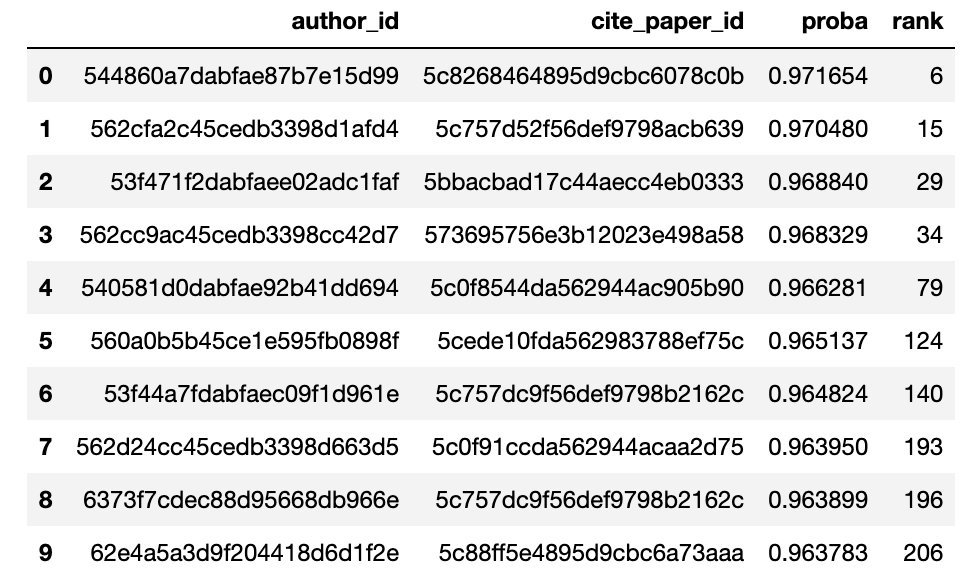 author_id cite_paper_id proba rank
0 544860a7dabfae87b7e15d99 5c8268464895d9cbc6078c0b 0.971654 6
1 562cfa2c45cedb3398d1afd4 5c757d52f56def9798acb639 0.970480 15
2 53f471f2dabfaee02adc1faf 5bbacbad17c44aecc4eb0333 0.968840 29
3 562cc9ac45cedb3398cc42d7 573695756e3b12023e498a58 0.968329 34
4 540581d0dabfae92b41dd694 5c0f8544da562944ac905b90 0.966281 79
5 560a0b5b45ce1e595fb0898f 5cede10fda562983788ef75c 0.965137 124
6 53f44a7fdabfaec09f1d961e 5c757dc9f56def9798b2162c 0.964824 140
7 562d24cc45cedb3398d663d5 5c0f91ccda562944acaa2d75 0.963950 193
8 6373f7cdec88d95668db966e 5c757dc9f56def9798b2162c 0.963899 196
9 62e4a5a3d9f204418d6d1f2e 5c88ff5e4895d9cbc6a73aaa 0.963783 206